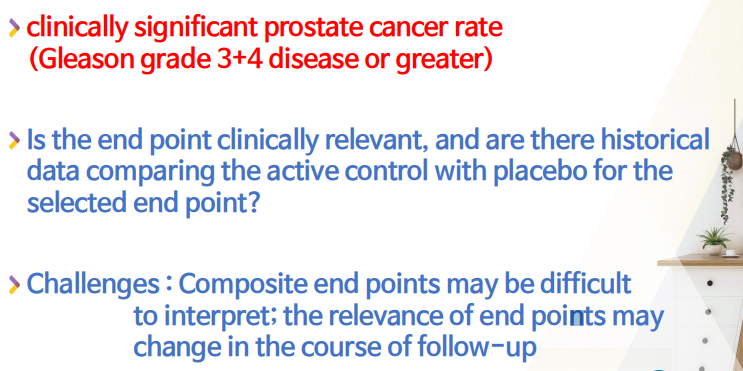 clinically significant prostate cancer rate
(Gleason grade 3+4 disease or greater)
Is the end point clinically relevant, and are there historical
data comparing the active control with placebo for the
selected end point?
Challenges : Composite end points may be difficult
to interpret; the relevance of end points may
change in the course of follow-up